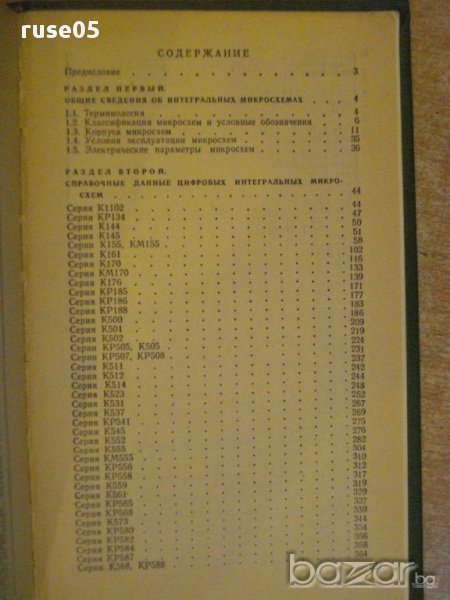 ruse05
СОДЕРЖАНИЕ
Предисловие 3
РАЗДЕЛ ПЕРВЫЙ.
ОБЩИЕ СВЕДЕНИЯ ОБ ИНТЕГРАЛЬНЫХ МИКРОСХЕМАХ 4
1.1. Терминология 4
1.2. Классификация микросхем и условные обозначения 6
1.3. Корпуса микросхем 11
1.4. Условия эксплуатации микросхем 35
1.5. Электрические параметры микросхем 36
РАЗДЕЛ ВТОРОЙ.
СПРАВОЧНЫЕ ДАННЫЕ ЦИФРОВЫХ ИНТЕГРАЛЬНЫХ МИКРО-
СХЕМ 44
Серия К1102 44
Серия КР134 47
Серия К144 50
Серия К145 51
Серия К155, КМ155 58
Серия К161 102
Серия К170 116
Серия КМ170 133
Серия К176 139
Серия КР185 171
Серия КР186 177
Серия КР188 183
Серия К500 186
Серия К501 209
Серия К502 219
Серия КР505, К505 224
Серия КР507, КР508 231
Серия К511 237
Серия К512 242
Серия К514 244
Серия К523 248
Серия К531 252
Серия К537 267
Серия КР541 269
Серия К545 275
Серия К552 276
Серия К565 282
Серия КМ555 304
Серия КР556 310
Серия КР558 312
Серия К559 317
Серия К561 319
Серия КР565 329
Серия КР568 337
Серия К573 339
Серия КР580 344
Серия КР582 354
Серия КР584 356
Серия КР587 358
Серия К588, КР588 364
bazar.bg